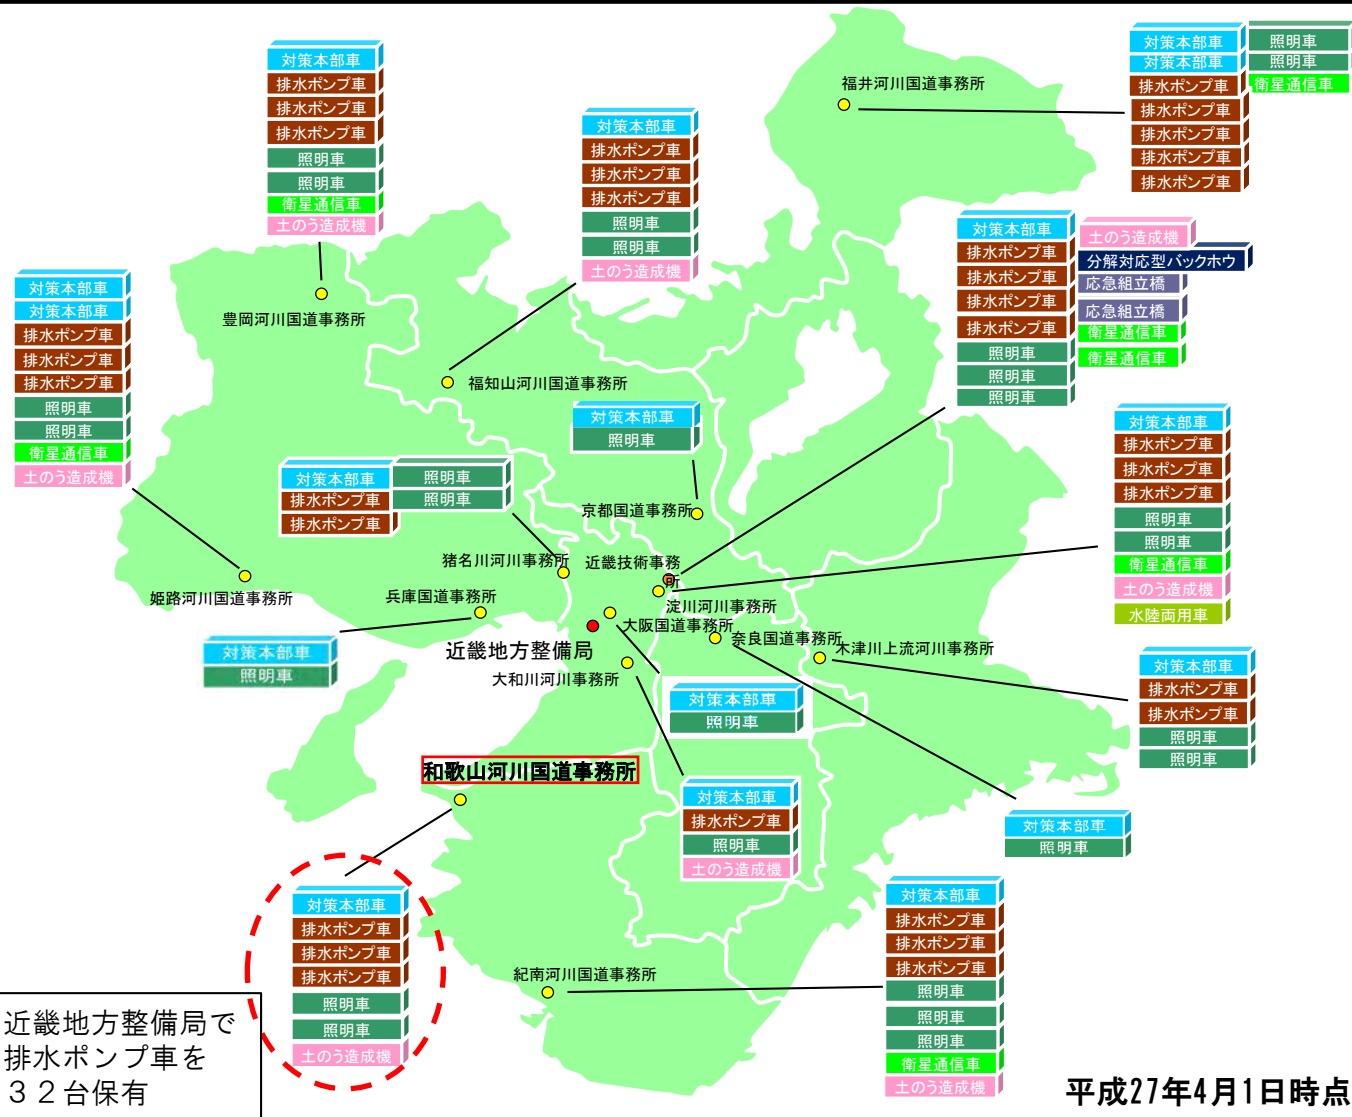 対策本部車
排水ポンプ車
排水ポンプ車
排水ポンプ車
照明車
照明車
衛星通信車
土のう造成機
豊岡河川国道事務所
対策本部車
排水ポンプ車
排水ポンプ車
排水ポンプ車
照明車
照明車
土のう造成機
福知山河川国道事務所
福井河川国道事務所
対策本部車
対策本部車
排水ポンプ車
排水ポンプ車
排水ポンプ車
排水ポンプ車
排水ポンプ車
照明車
照明車
衛星通信車
対策本部車
排水ポンプ車
排水ポンプ車
排水ポンプ車
排水ポンプ車
照明車
照明車
照明車
土のう造成機
分解対応型バックホウ
応急組立橋
応急組立橋
衛星通信車
衛星通信車
対策本部車
対策本部車
排水ポンプ車
排水ポンプ車
排水ポンプ車
照明車
照明車
衛星通信車
土のう造成機
姫路河川国道事務所
対策本部車
排水ポンプ車
排水ポンプ車
照明車
照明車
猪名川河川事務所
対策本部車
照明車
京都国道事務所
近畿技術事務
所
対策本部車
排水ポンプ車
排水ポンプ車
排水ポンプ車
照明車
照明車
衛星通信車
土のう造成機
水陸両用車
淀川河川事務所
兵庫国道事務所
対策本部車
照明車
近畿地方整備局
大阪国道事務所
対策本部車
照明車
奈良国道事務所
木津川上流河川事務所
対策本部車
排水ポンプ車
排水ポンプ車
照明車
照明車
大和川河川事務所
対策本部車
排水ポンプ車
照明車
土のう造成機
対策本部車
照明車
和歌山河川国道事務所
対策本部車
排水ポンプ車
排水ポンプ車
排水ポンプ車
照明車
照明車
土のう造成機
紀南河川国道事務所
対策本部車
排水ポンプ車
排水ポンプ車
排水ポンプ車
照明車
照明車
照明車
衛星通信車
土のう造成機
近畿地方整備局で
排水ポンプ車を
３２台保有
平成27年4月1日時点